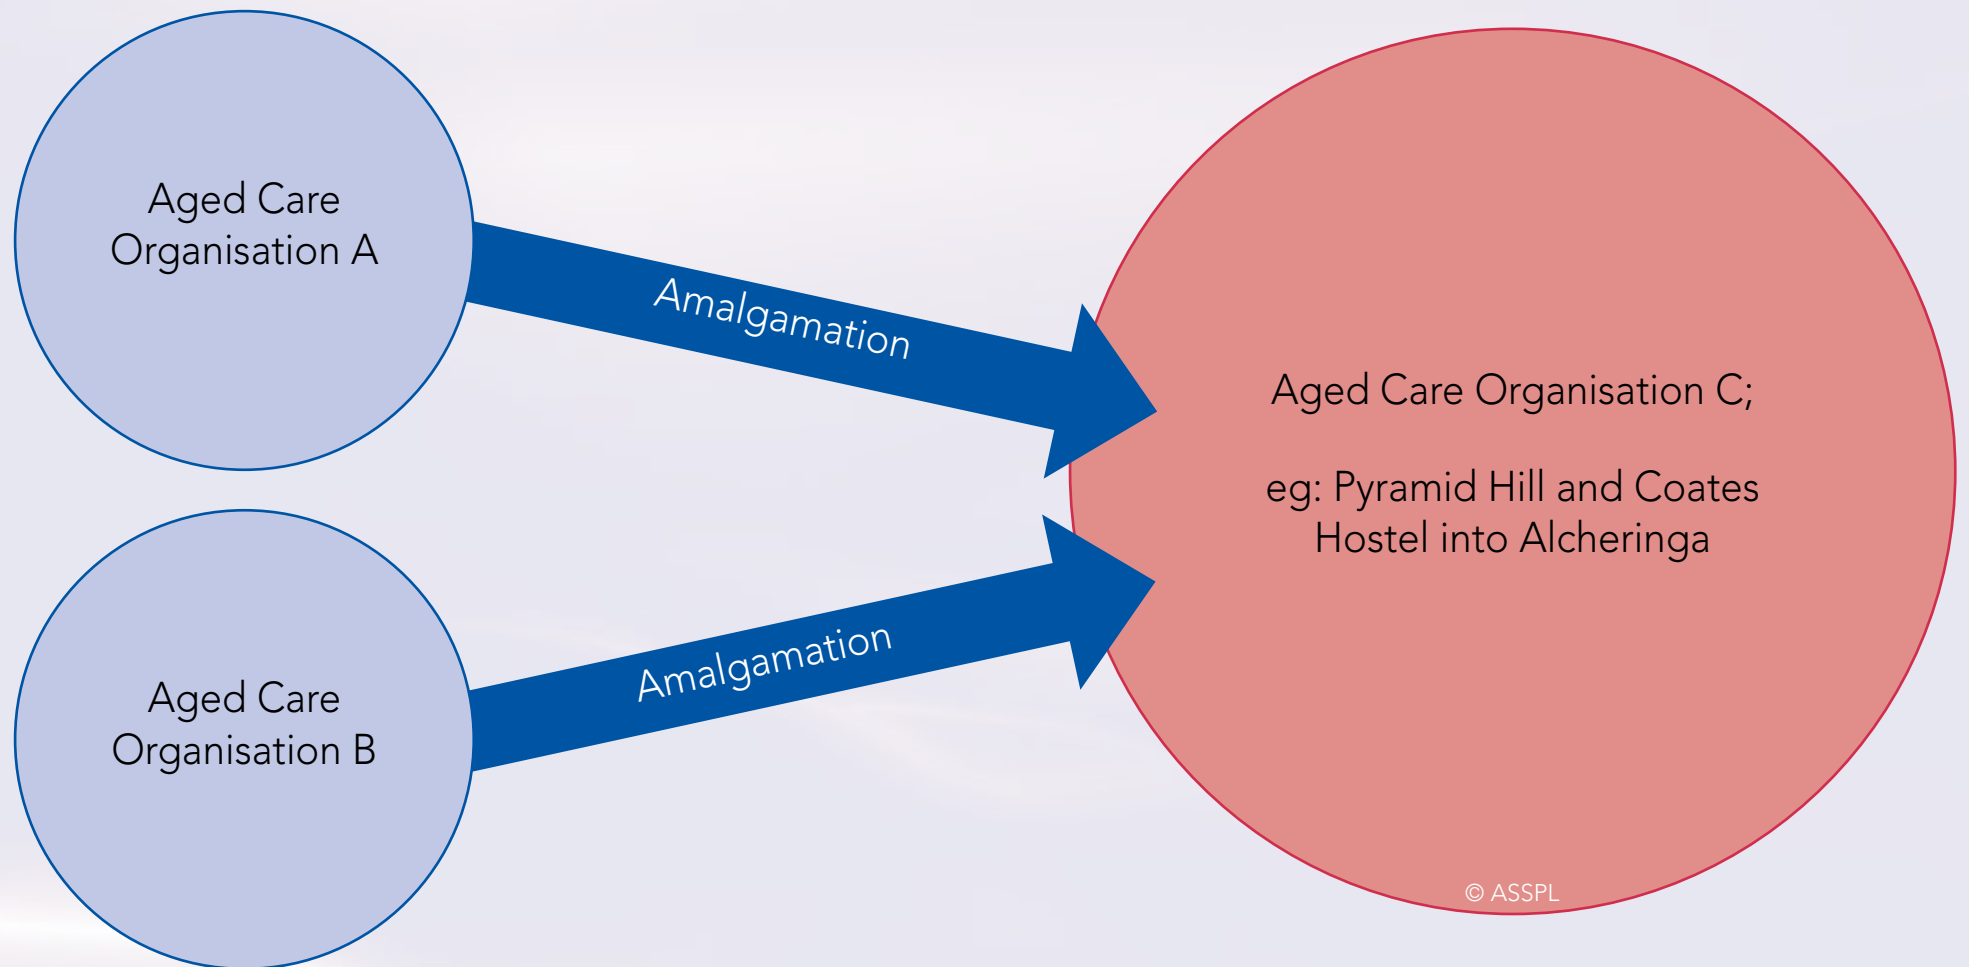 Aged Care
Organisation A
Amalgamation
Aged Care Organisation C;
eg: Pyramid Hill and Coates
Hostel into Alcheringa
Amalgamation
Aged Care
Organisation B
© ASSPL